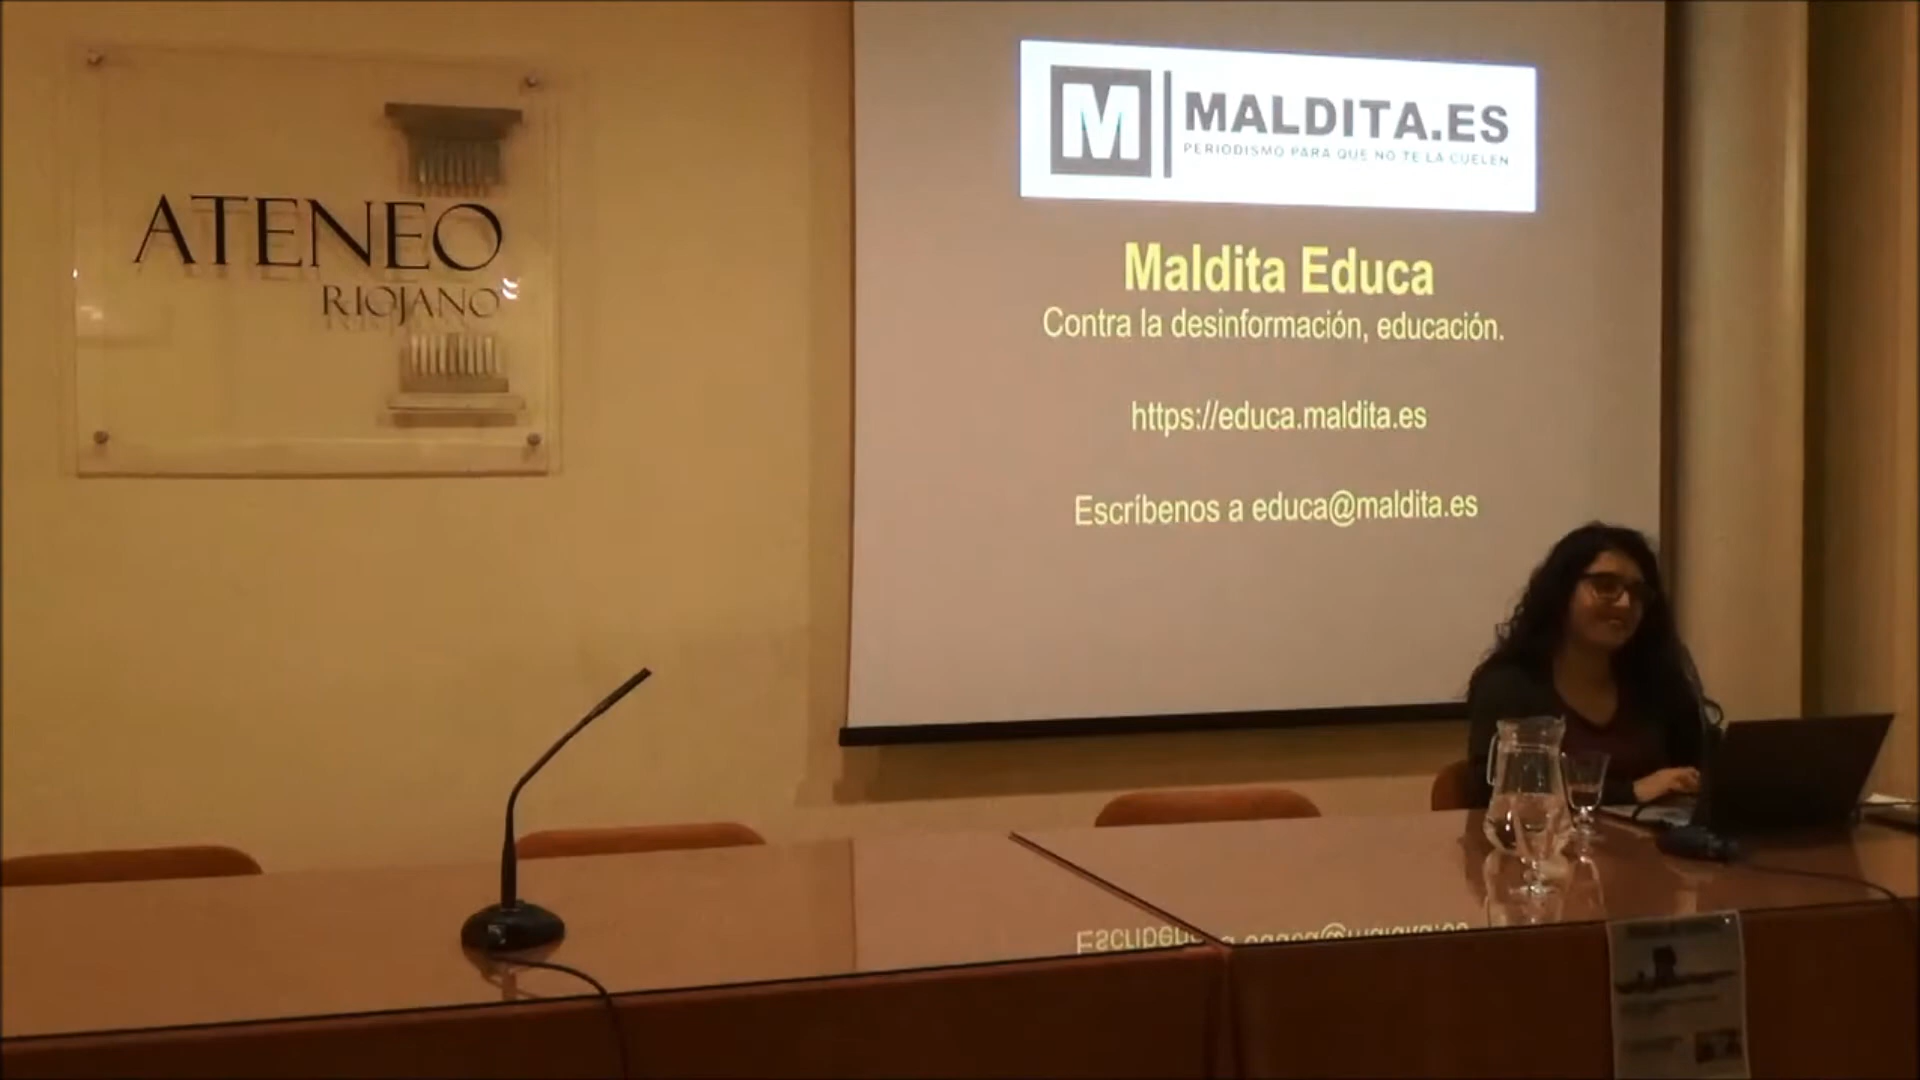 ATENEO
RIOJANO
M
MALDITA.ES
PERIODISMO PARA QUE NO TE LA CUELEN
Maldita Educa
Contra la desinformación, educación.
https://educa.maldita.es
Escríbenos a educa@maldita.es